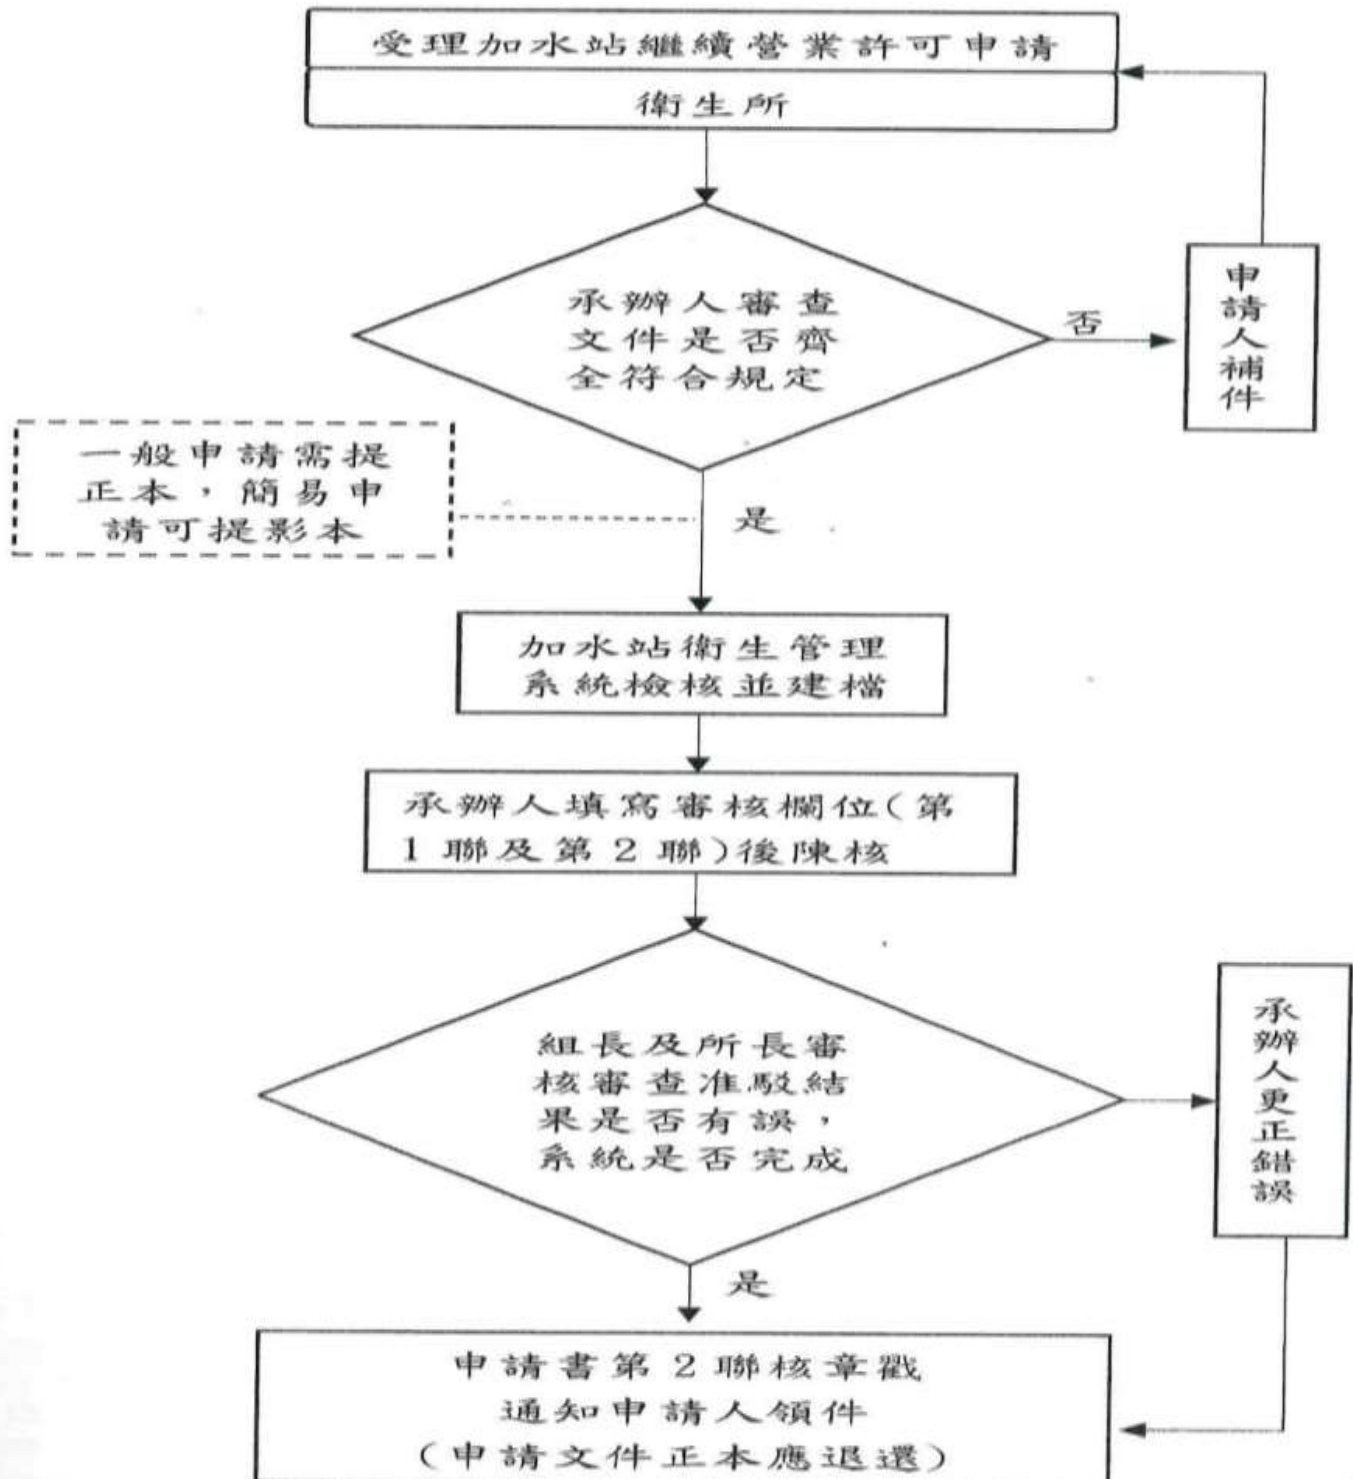 受理加水站繼續營業許可申請
衛生所
承辦人審查
文件是否齊
全符合規定
否
申請人補件
一般申請需提
正本，簡易申
請可提影本
是
加水站衛生管理
系統檢核並建檔
承辦人填寫審核欄位(第
1聯及第2聯)後陳核
組長及所長審
核審查准駁結
果是否有誤，
系統是否完成
承辦人更正錯誤
是
申請書第2聯核章戳
通知申請人領件
(申請文件正本應退還)